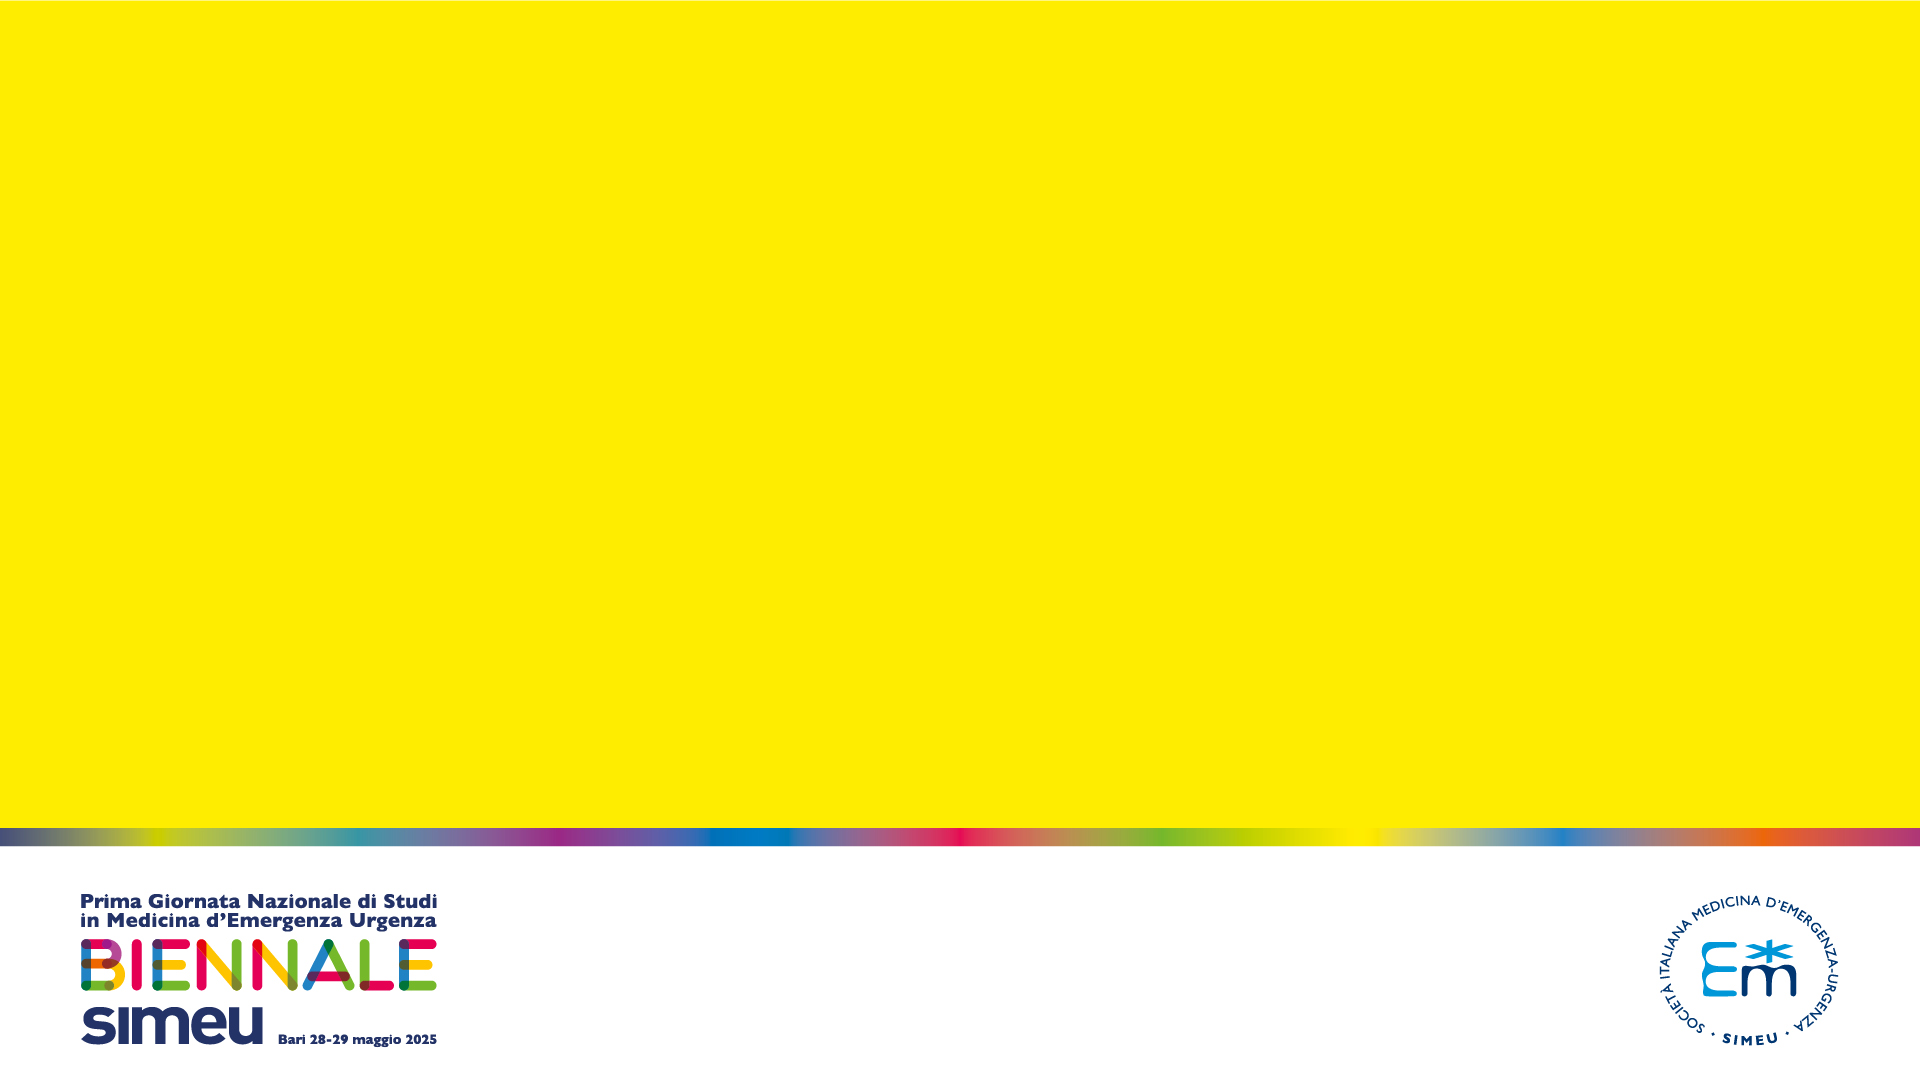 Prima Giornata Nazionale di Studi
in Medicina d’Emergenza Urgenza
BIENNALE
simeu
Bari 28-29 maggio 2025
SOCIETÀ ITALIANA MEDICINA D’EMERGENZA-URGENZA
• SIMEU •
Em